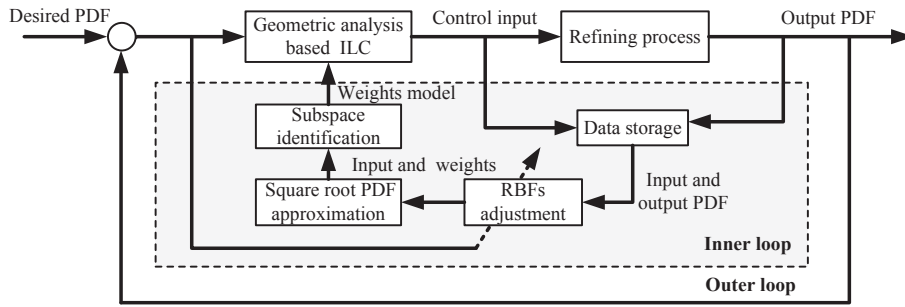 Desired PDF
Geometric analysis
based ILC
Control input
Refining process
Output PDF
Weights model
Subspace
identification
Data storage
Input and weights
Square root PDF
approximation
RBFs
adjustment
Input and
output PDF
Inner loop
Outer loop